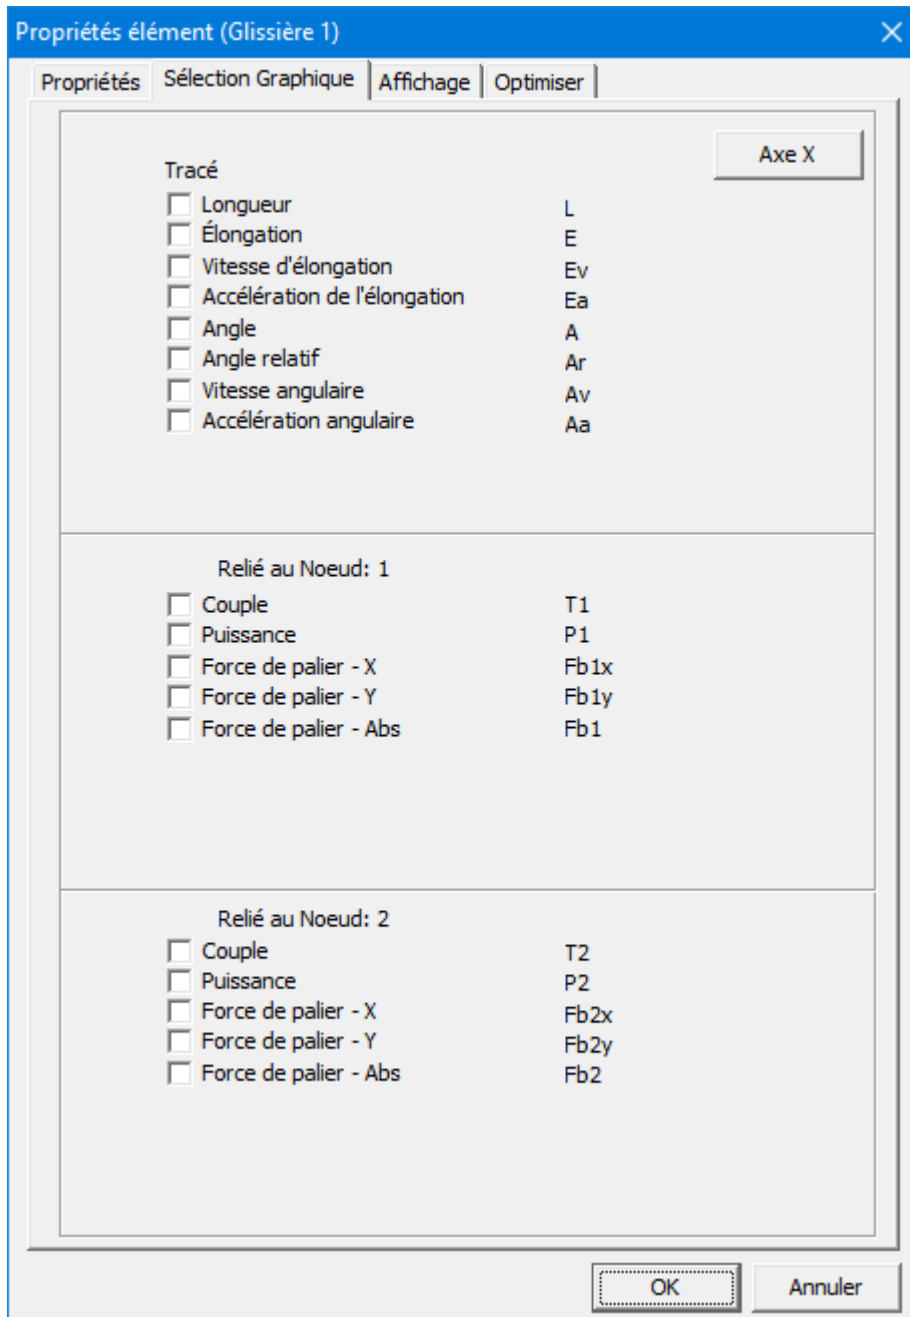 Propriétés élément (Glissière 1)
Propriétés Sélection Graphique Affichage Optimiser
Axe X
Tracé
Longueur L
Élongation E
Vitesse d'élongation Ev
Accélération de l'élongation Ea
Angle A
Angle relatif Ar
Vitesse angulaire Av
Accélération angulaire Aa
Relié au Noeud: 1
Couple T1
Puissance P1
Force de palier - X Fb1x
Force de palier - Y Fb1y
Force de palier - Abs Fb1
Relié au Noeud: 2
Couple T2
Puissance P2
Force de palier - X Fb2x
Force de palier - Y Fb2y
Force de palier - Abs Fb2
OK Annuler